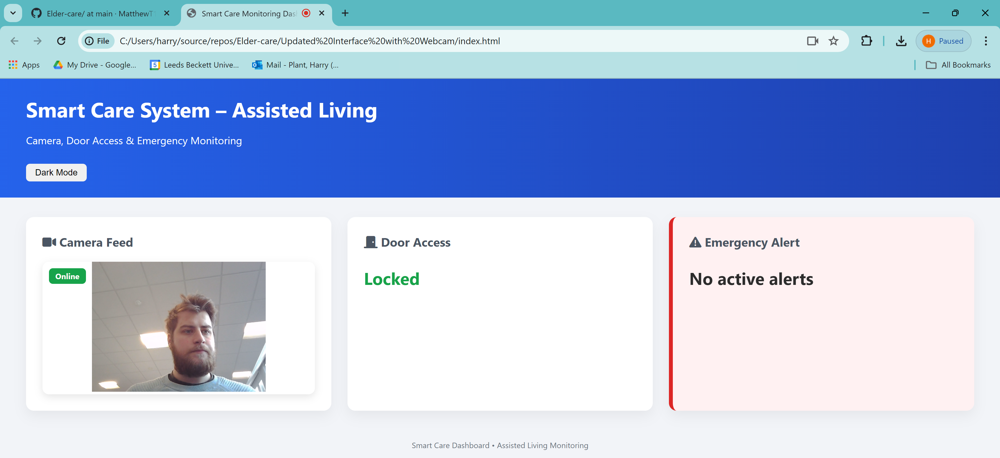 Elder-care/ at main · MatthewT
Smart Care Monitoring Das
File
C:/Users/harry/source/repos/Elder-care/Updated%20Interface%20with%20Webcam/index.html
H
Paused
Apps
My Drive - Google...
5
Leeds Beckett Unive...
Mail - Plant, Harry (...
All Bookmarks
Smart Care System – Assisted Living
Camera, Door Access & Emergency Monitoring
Dark Mode
Camera Feed
Online
Door Access
Locked
Emergency Alert
No active alerts
Smart Care Dashboard • Assisted Living Monitoring